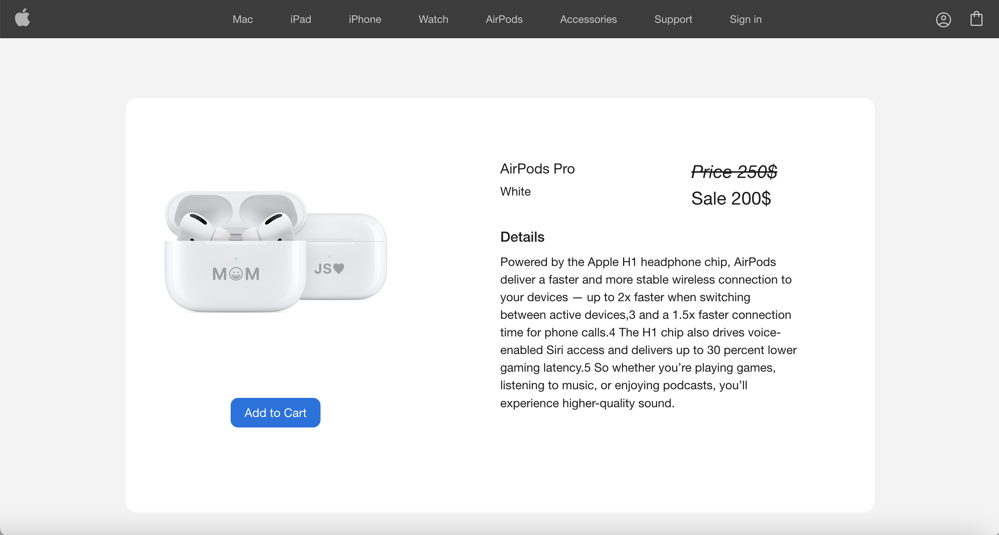 Mac iPad iPhone Watch AirPods Accessories Support Sign in
AirPods Pro
White
Price 250$
Sale 200$
M😀M
JS♥
Details
Powered by the Apple H1 headphone chip, AirPods
deliver a faster and more stable wireless connection to
your devices — up to 2x faster when switching
between active devices,3 and a 1.5x faster connection
time for phone calls.4 The H1 chip also drives voice-
enabled Siri access and delivers up to 30 percent lower
gaming latency.5 So whether you’re playing games,
listening to music, or enjoying podcasts, you’ll
experience higher-quality sound.
Add to Cart